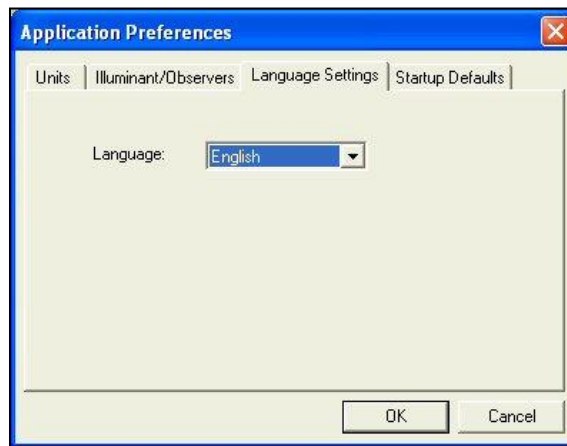 Application Preferences
Units Illuminant/Observers Language Settings Startup Defaults
Language: English
OK Cancel